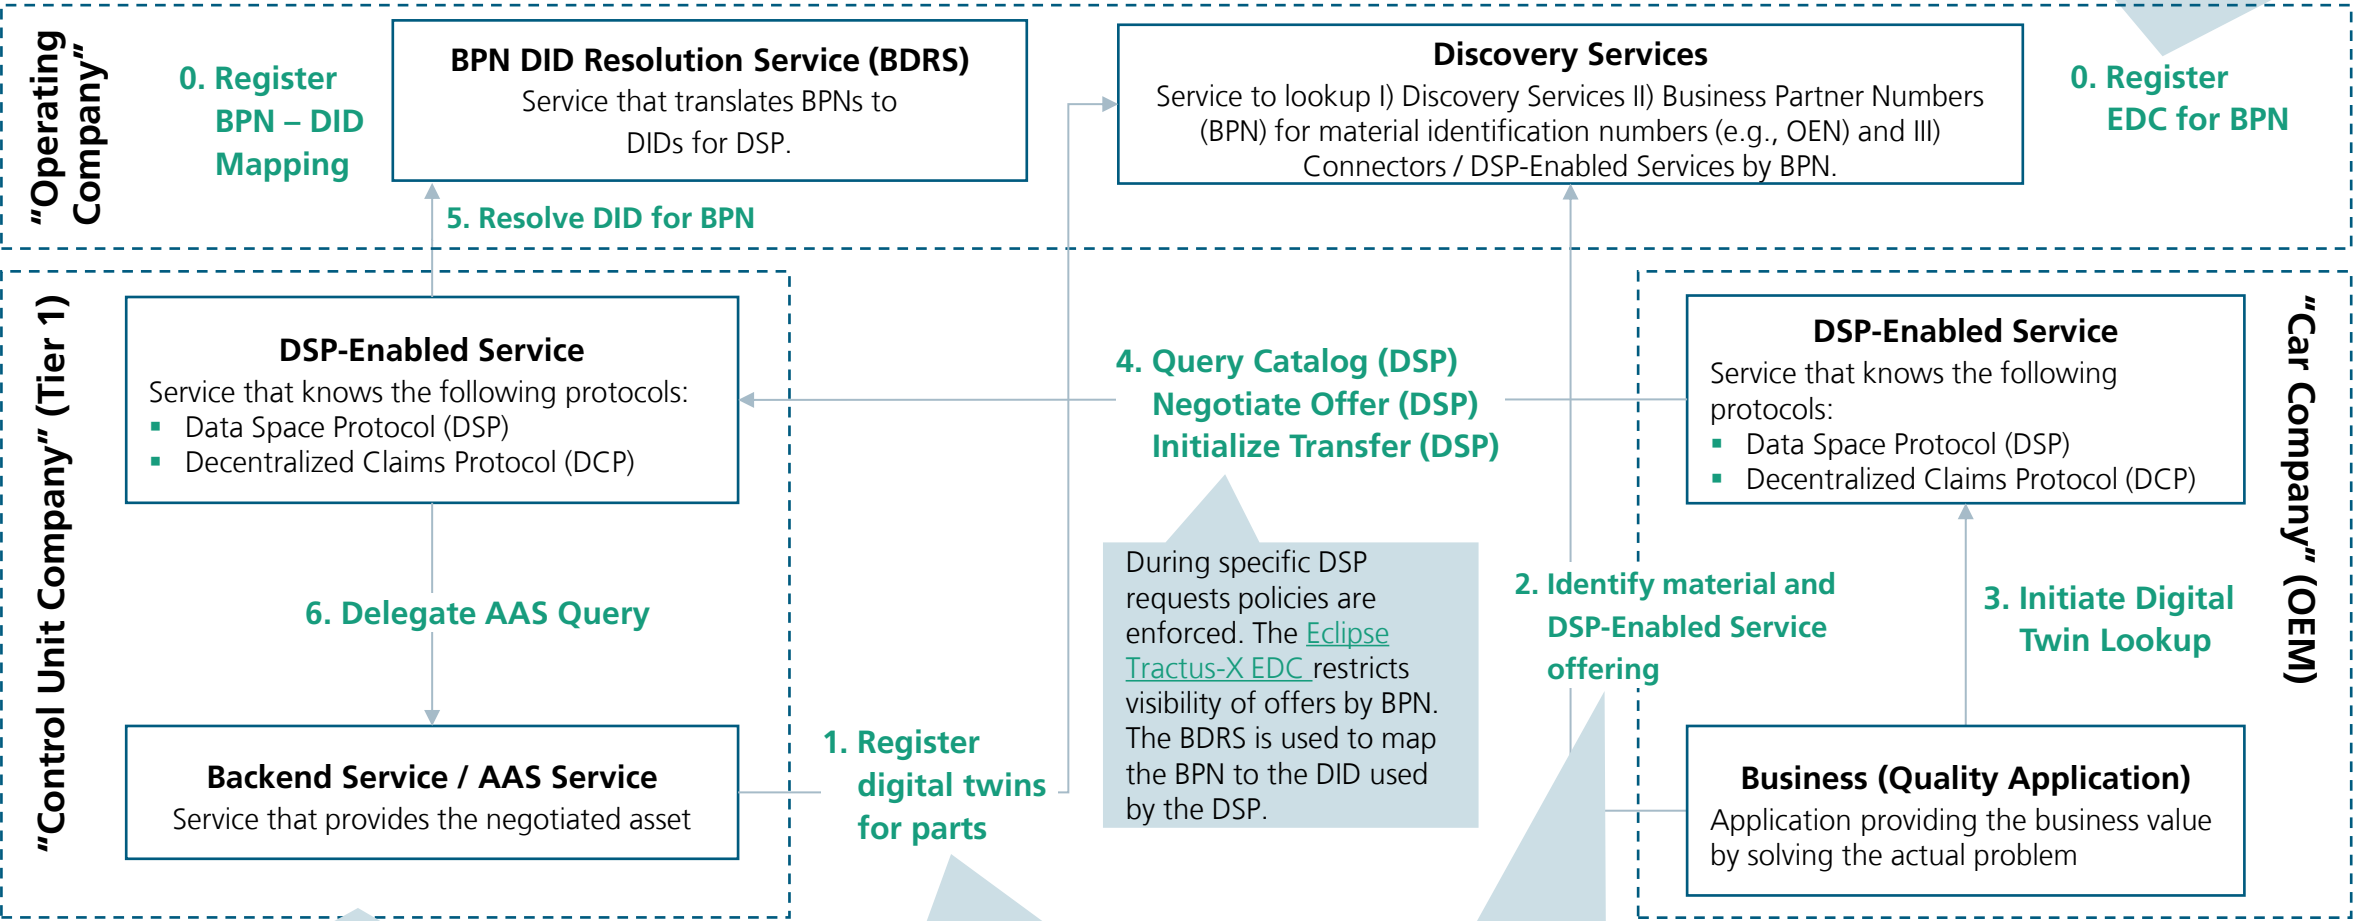 "Operating
Company"
0. Register
BPN – DID
Mapping
BPN DID Resolution Service (BDRS)
Service that translates BPNs to
DIDs for DSP.
Discovery Services
Service to lookup I) Discovery Services II) Business Partner Numbers
(BPN) for material identification numbers (e.g., OEN) and III)
Connectors / DSP-Enabled Services by BPN.
0. Register
EDC for BPN
5. Resolve DID for BPN
"Control Unit Company" (Tier 1)
DSP-Enabled Service
Service that knows the following protocols:
▪ Data Space Protocol (DSP)
▪ Decentralized Claims Protocol (DCP)
6. Delegate AAS Query
Backend Service / AAS Service
Service that provides the negotiated asset
1. Register
digital twins
for parts
4. Query Catalog (DSP)
Negotiate Offer (DSP)
Initialize Transfer (DSP)
During specific DSP
requests policies are
enforced. The Eclipse
Tractus-X EDC restricts
visibility of offers by BPN.
The BDRS is used to map
the BPN to the DID used
by the DSP.
2. Identify material and
DSP-Enabled Service
offering
"Car Company" (OEM)
DSP-Enabled Service
Service that knows the following
protocols:
▪ Data Space Protocol (DSP)
▪ Decentralized Claims Protocol (DCP)
3. Initiate Digital
Twin Lookup
Business (Quality Application)
Application providing the business value
by solving the actual problem